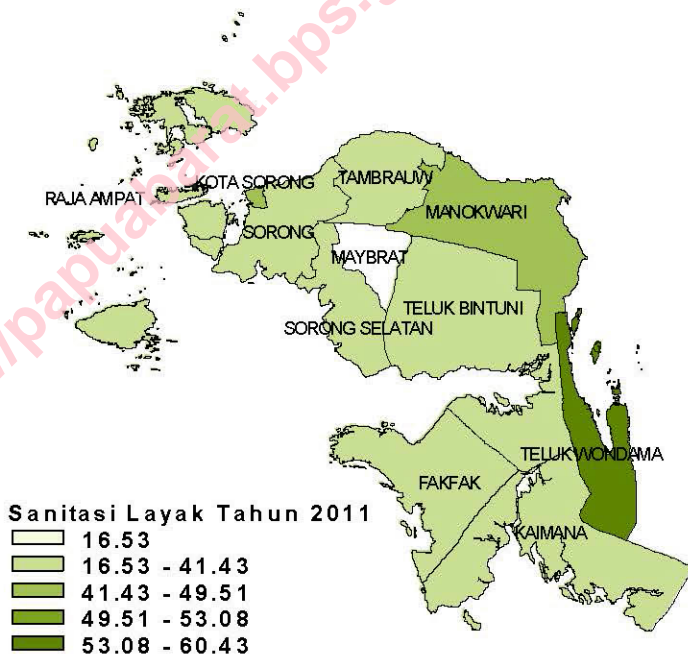 /papuabarat.bps.
KOTA SORONG
TAMBRAUW
RAJA AMPAT
MANOKWARI
SORONG
MAYBRAT
TELUK BINTUNI
SORONG SELATAN
TELUK WONDAMA
FAKFAK
KAIMANA
Sanitasi Layak Tahun 2011
16.53
16.53 - 41.43
41.43 - 49.51
49.51 - 53.08
53.08 - 60.43